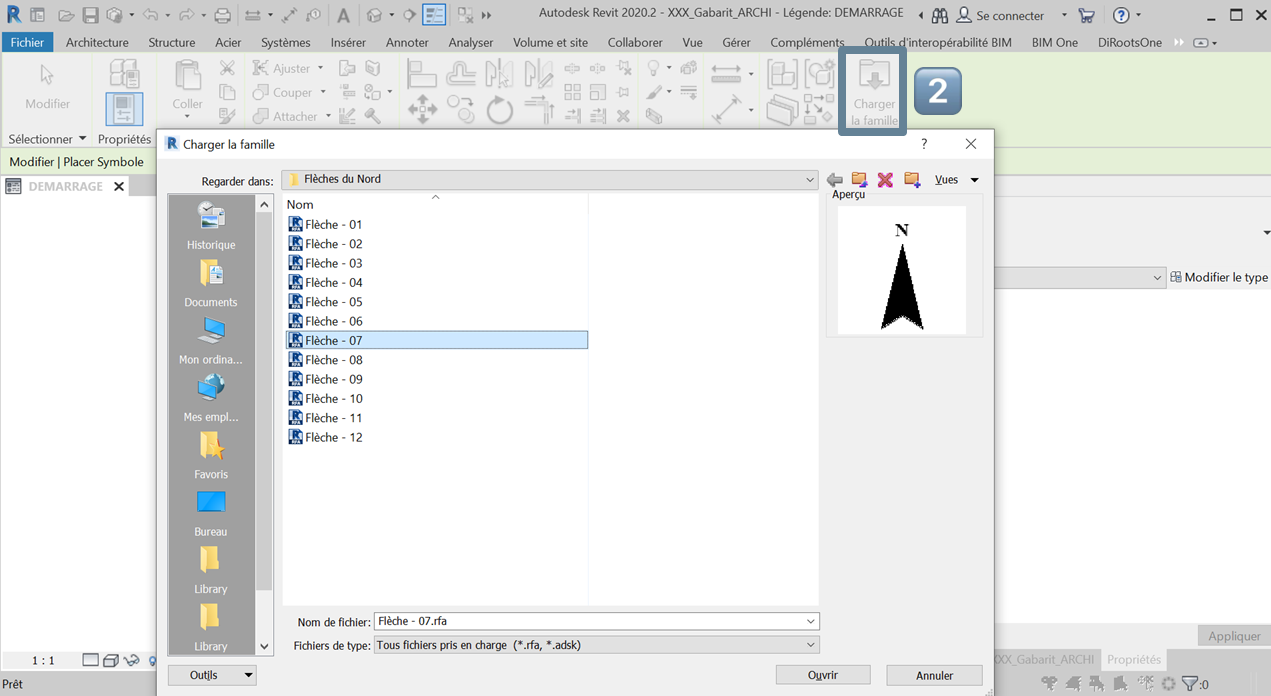 Autodesk Revit 2020.2 - XXX_Gabarit_ARCHI - Légende: DEMARRAGE
Se connecter
Fichier Architecture Structure Acier Systèmes Insérer Annoter Analyser Volume et site Collaborer Vue Gérer Compléments Outils d'interopérabilité BIM BIM One DiRootsOne
Modifier
Coller
Ajuster
Couper
Attacher
Charger
la famille
2
Sélectionner Propriétés
Modifier | Placer Symbole
DEMARRAGE
Charger la famille
Regarder dans: Flèches du Nord
Vues
Aperçu
N
Nom
Flèche - 01
Flèche - 02
Flèche - 03
Flèche - 04
Flèche - 05
Flèche - 06
Flèche - 07
Flèche - 08
Flèche - 09
Flèche - 10
Flèche - 11
Flèche - 12
Historique
Documents
Mon ordina...
Mes empl...
Favoris
Bureau
Library
Library
Modifier le type
Nom de fichier: Flèche - 07.rfa
Fichiers de type: Tous fichiers pris en charge (*.rfa, *.adsk)
Outils
Ouvrir
Annuler
Appliquer
XXX_Gabarit_ARCHI Propriétés
1 : 1
Prêt
:0